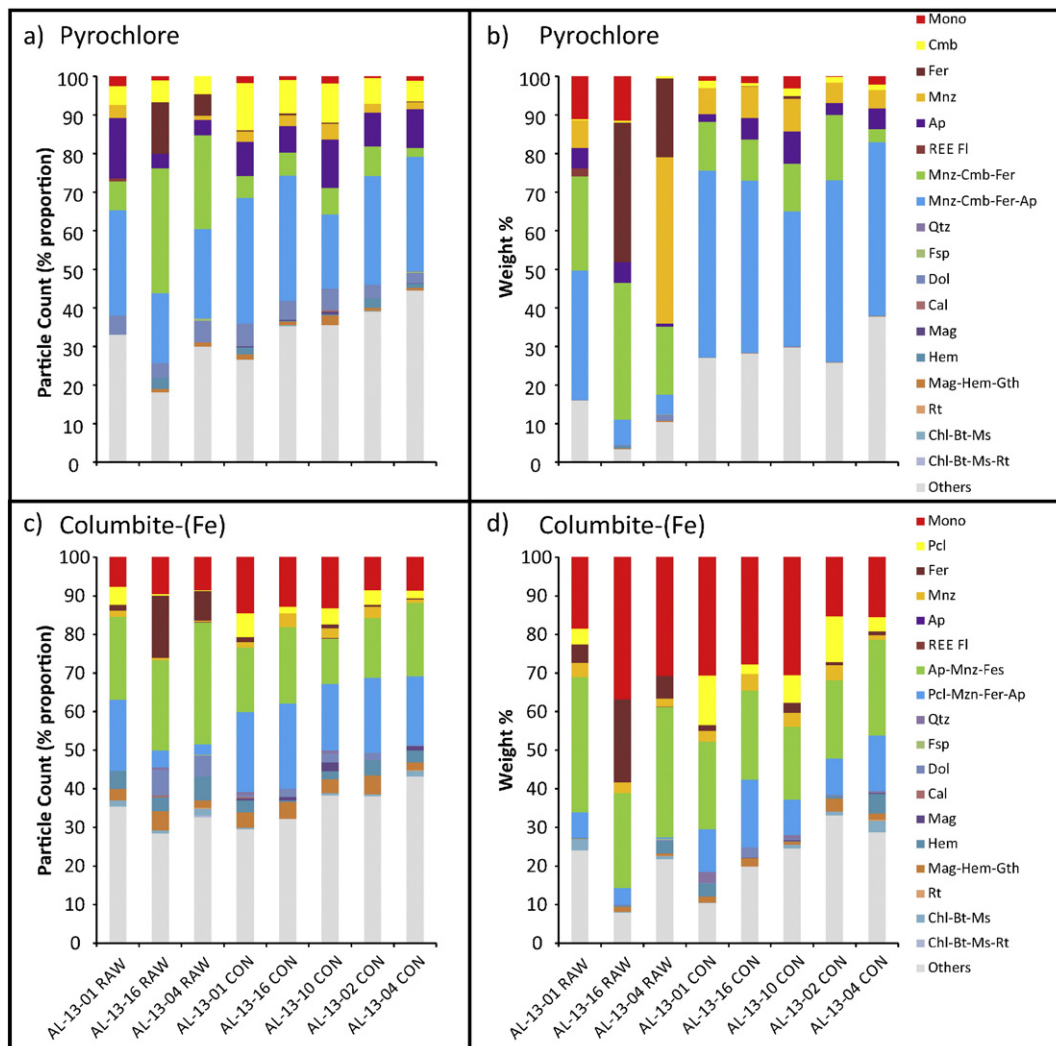 a) Pyrochlore
Particle Count (% proportion)
100
90
80
70
60
50
40
30
20
10
0
b) Pyrochlore
Weight %
100
90
80
70
60
50
40
30
20
10
0
Mono
Cmb
Fer
Mnz
Ap
REE Fl
Mnz-Cmb-Fer
Mnz-Cmb-Fer-Ap
Qtz
Fsp
Dol
Cal
Mag
Hem
Mag-Hem-Gth
Rt
Chl-Bt-Ms
Chl-Bt-Ms-Rt
Others
c) Columbite-(Fe)
Particle Count (% proportion)
100
90
80
70
60
50
40
30
20
10
0
AL-13-01 RAW
AL-13-16 RAW
AL-13-04 RAW
AL-13-01 CON
AL-13-16 CON
AL-13-10 CON
AL-13-02 CON
AL-13-04 CON
d) Columbite-(Fe)
Weight %
100
90
80
70
60
50
40
30
20
10
0
AL-13-01 RAW
AL-13-16 RAW
AL-13-04 RAW
AL-13-01 CON
AL-13-16 CON
AL-13-10 CON
AL-13-02 CON
AL-13-04 CON
Mono
Pcl
Fer
Mnz
Ap
REE Fl
Ap-Mnz-Fes
Pcl-Mzn-Fer-Ap
Qtz
Fsp
Dol
Cal
Mag
Hem
Mag-Hem-Gth
Rt
Chl-Bt-Ms
Chl-Bt-Ms-Rt
Others